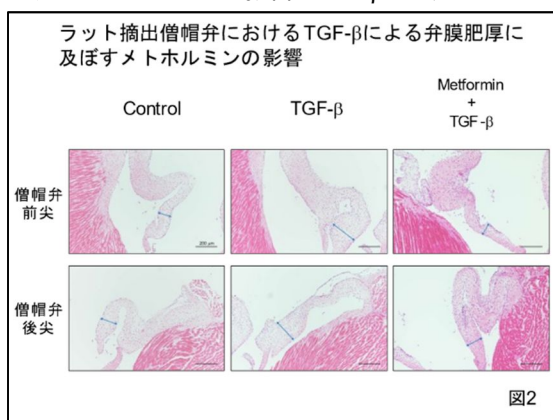 ラット摘出僧帽弁におけるTGF-βによる弁膜肥厚に
及ぼすメトホルミンの影響
Control
TGF-β
Metformin
+
TGF-β
僧帽弁
前尖
200 μm
僧帽弁
後尖
図2